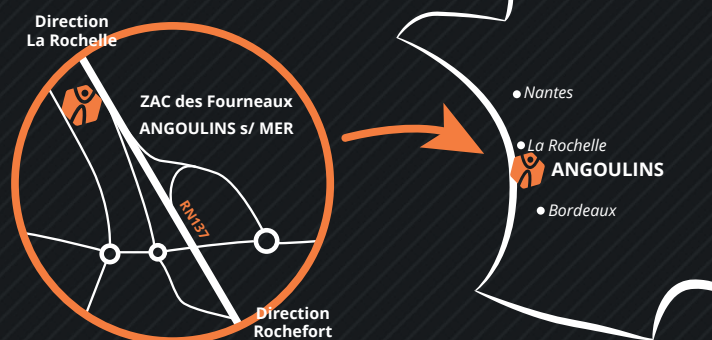 Direction
La Rochelle
ZAC des Fourneaux
ANGOULINS s/ MER
RN137
Direction
Rochefort
Nantes
La Rochelle
ANGOULINS
Bordeaux